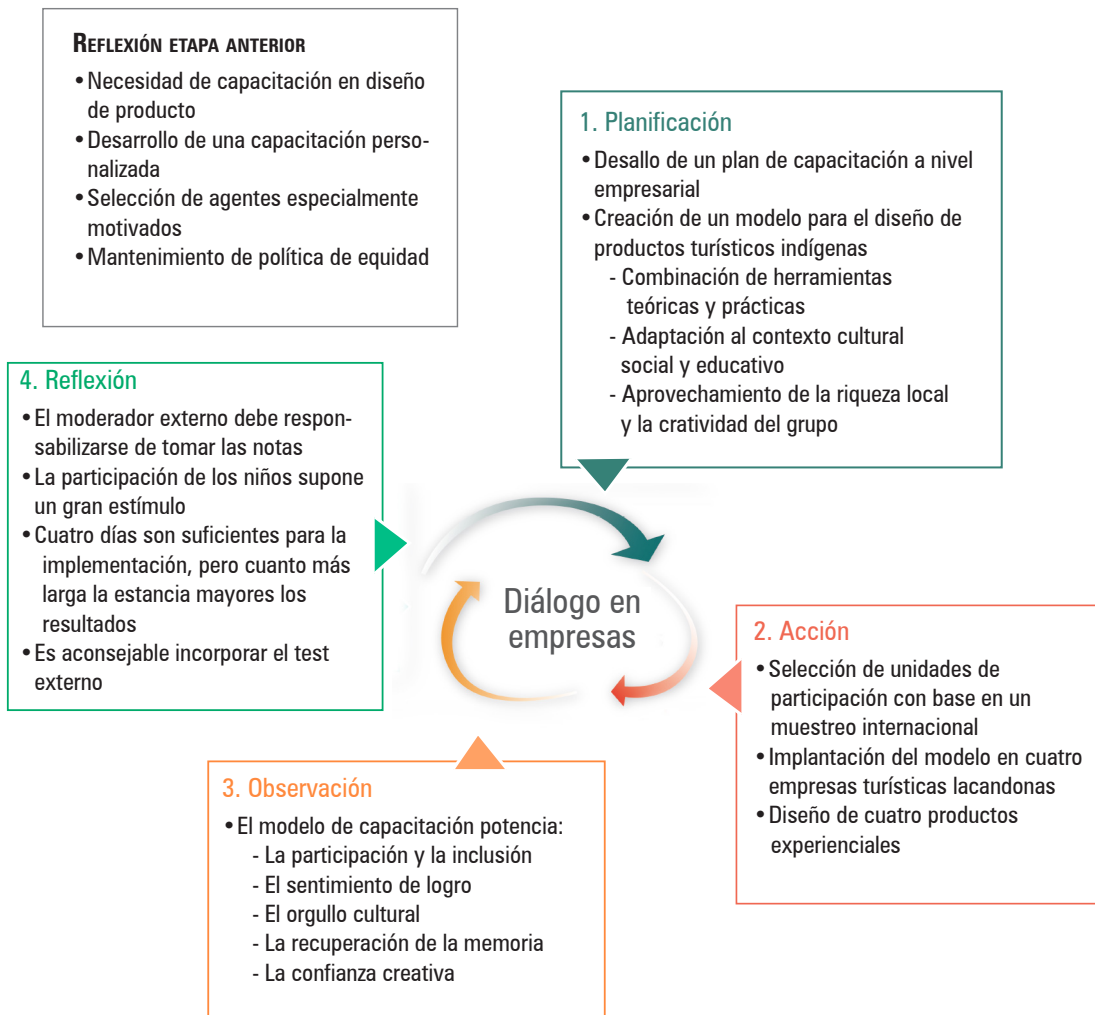 REFLEXIÓN ETAPA ANTERIOR
• Necesidad de capacitación en diseño
de producto
• Desarrollo de una capacitación perso-
nalizada
• Selección de agentes especialmente
motivados
• Mantenimiento de política de equidad
1. Planificación
• Desallo de un plan de capacitación a nivel
empresarial
• Creación de un modelo para el diseño de
productos turísticos indígenas
- Combinación de herramientas
teóricas y prácticas
- Adaptación al contexto cultural
social y educativo
- Aprovechamiento de la riqueza local
y la cratividad del grupo
4. Reflexión
• El moderador externo debe respon-
sabilizarse de tomar las notas
• La participación de los niños supone
un gran estímulo
• Cuatro días son suficientes para la
implementación, pero cuanto más
larga la estancia mayores los
resultados
• Es aconsejable incorporar el test
externo
Diálogo en
empresas
2. Acción
• Selección de unidades de
participación con base en un
muestreo internacional
• Implantación del modelo en cuatro
empresas turísticas lacandonas
• Diseño de cuatro productos
experienciales
3. Observación
• El modelo de capacitación potencia:
- La participación y la inclusión
- El sentimiento de logro
- El orgullo cultural
- La recuperación de la memoria
- La confianza creativa